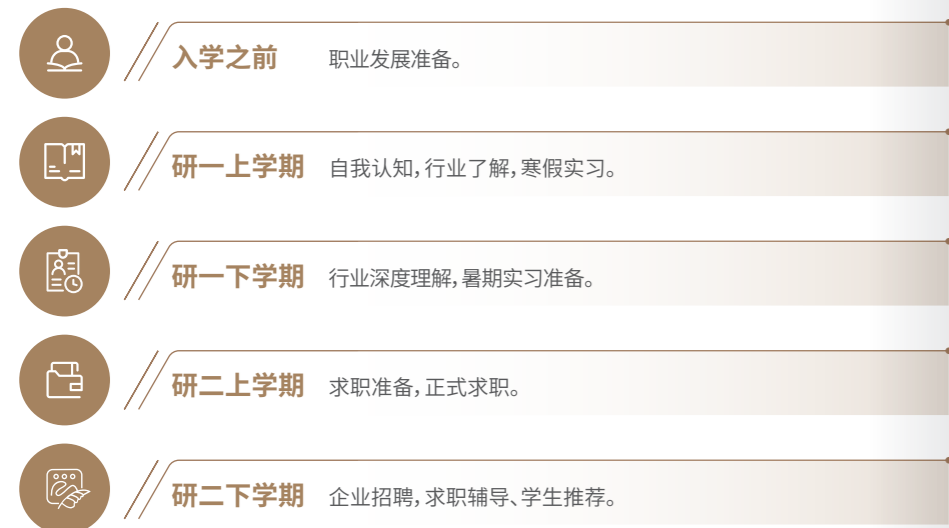 入学之前 职业发展准备。
研一上学期 自我认知,行业了解,寒假实习。
研一下学期 行业深度理解,暑期实习准备。
研二上学期 求职准备,正式求职。
研二下学期 企业招聘,求职辅导、学生推荐。